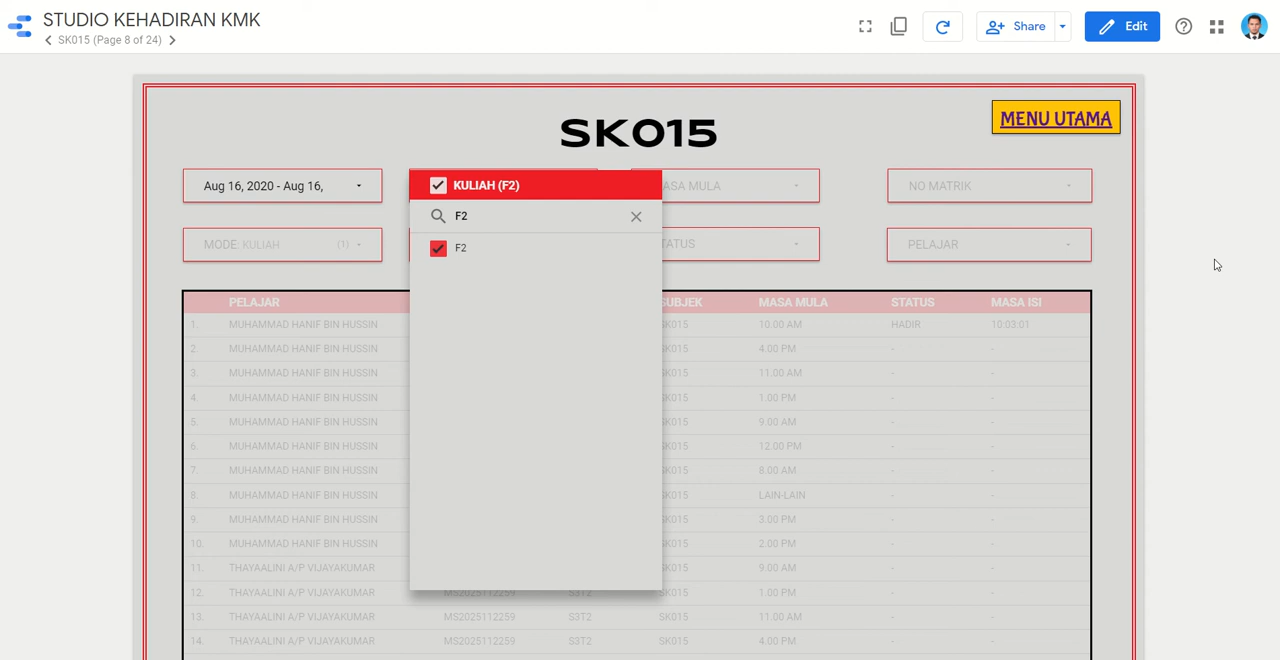 STUDIO KEHADIRAN KMK
SK015 (Page 8 of 24)
Share
Edit
SK015
MENU UTAMA
Aug 16, 2020 - Aug 16,
KULIAH (F2)
ASA MULA
NO MATRIK
F2
MODE: KULIAH (1)
F2
TATUS
PELAJAR
PELAJAR SUBJEK MASA MULA STATUS MASA ISI
1. MUHAMMAD HANIF BIN HUSSIN SK015 10.00 AM HADIR 10:03:01
2. MUHAMMAD HANIF BIN HUSSIN SK015 4.00 PM - -
3. MUHAMMAD HANIF BIN HUSSIN SK015 11.00 AM - -
4. MUHAMMAD HANIF BIN HUSSIN SK015 1.00 PM - -
5. MUHAMMAD HANIF BIN HUSSIN SK015 9.00 AM - -
6. MUHAMMAD HANIF BIN HUSSIN SK015 12.00 PM - -
7. MUHAMMAD HANIF BIN HUSSIN SK015 8.00 AM - -
8. MUHAMMAD HANIF BIN HUSSIN SK015 LAIN-LAIN - -
9. MUHAMMAD HANIF BIN HUSSIN SK015 3.00 PM - -
10. MUHAMMAD HANIF BIN HUSSIN SK015 2.00 PM - -
11. THAYAALINI A/P VIJAYAKUMAR SK015 9.00 AM - -
12. THAYAALINI A/P VIJAYAKUMAR MS2025112259 S3T2 SK015 1.00 PM - -
13. THAYAALINI A/P VIJAYAKUMAR MS2025112259 S3T2 SK015 11.00 AM - -
14. THAYAALINI A/P VIJAYAKUMAR MS2025112259 S3T2 SK015 4.00 PM - -